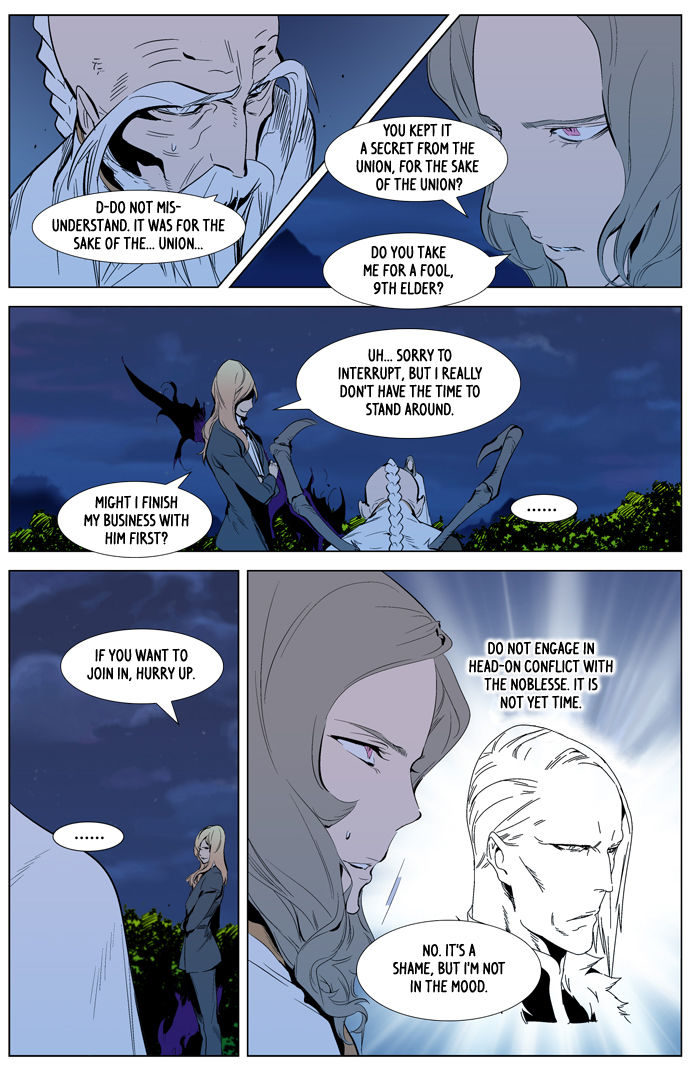 D-DO NOT MIS-
UNDERSTAND. IT WAS FOR THE
SAKE OF THE... UNION...
YOU KEPT IT
A SECRET FROM THE
UNION, FOR THE SAKE
OF THE UNION?
DO YOU TAKE
ME FOR A FOOL,
9TH ELDER?
UH... SORRY TO
INTERRUPT, BUT I REALLY
DON'T HAVE THE TIME TO
STAND AROUND.
MIGHT I FINISH
MY BUSINESS WITH
HIM FIRST?
......
IF YOU WANT TO
JOIN IN, HURRY UP.
......
DO NOT ENGAGE IN
HEAD-ON CONFLICT WITH
THE NOBLESSE. IT IS
NOT YET TIME.
NO. IT'S A
SHAME, BUT I'M NOT
IN THE MOOD.